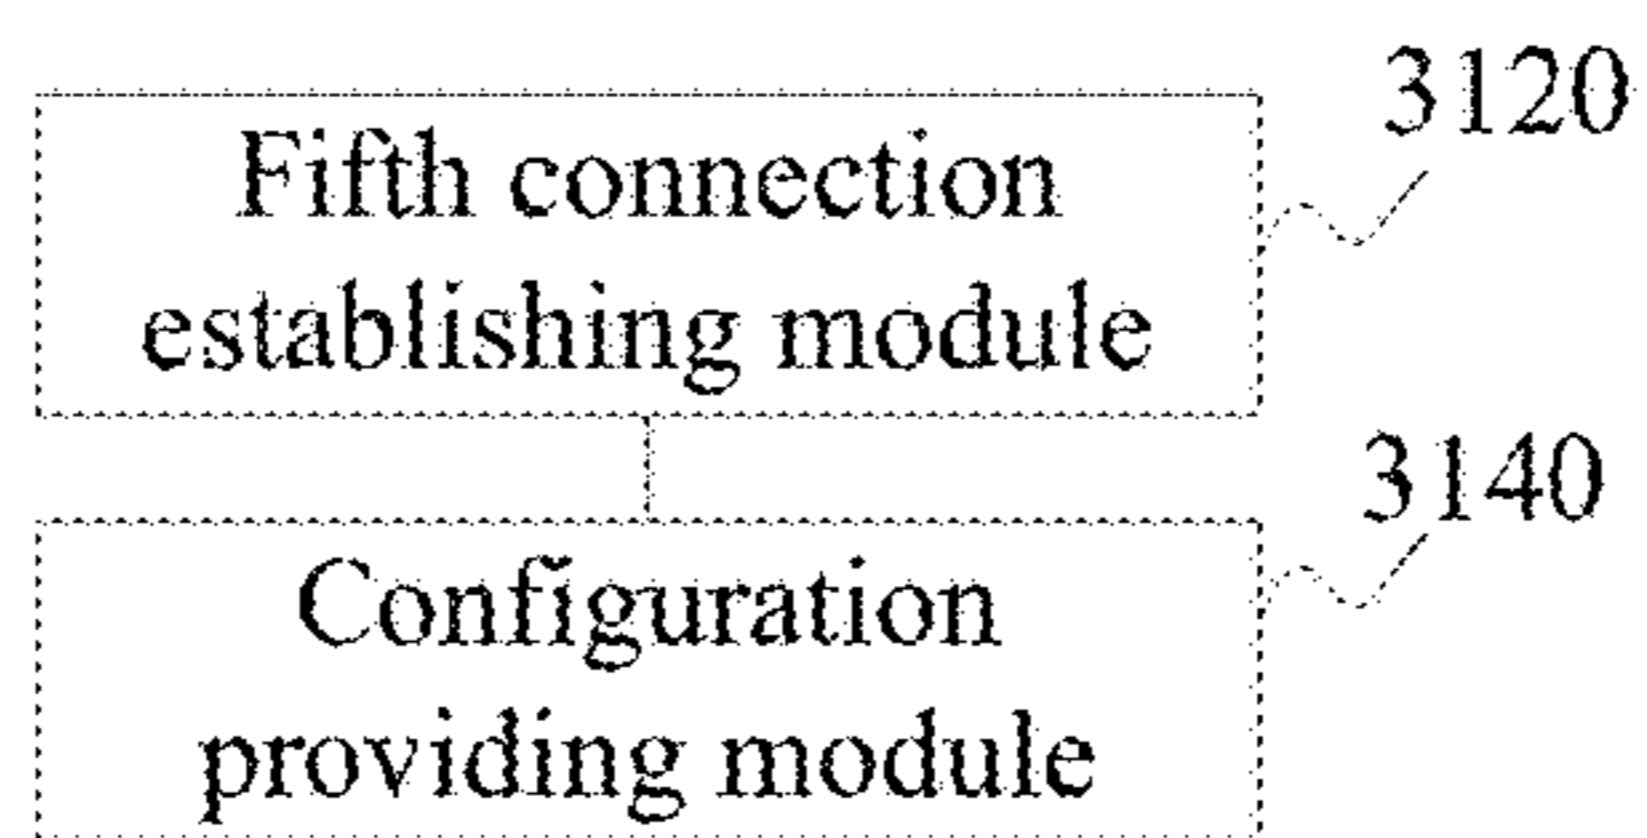 3120
Fifth connection
establishing module
3140
Configuration
providing module